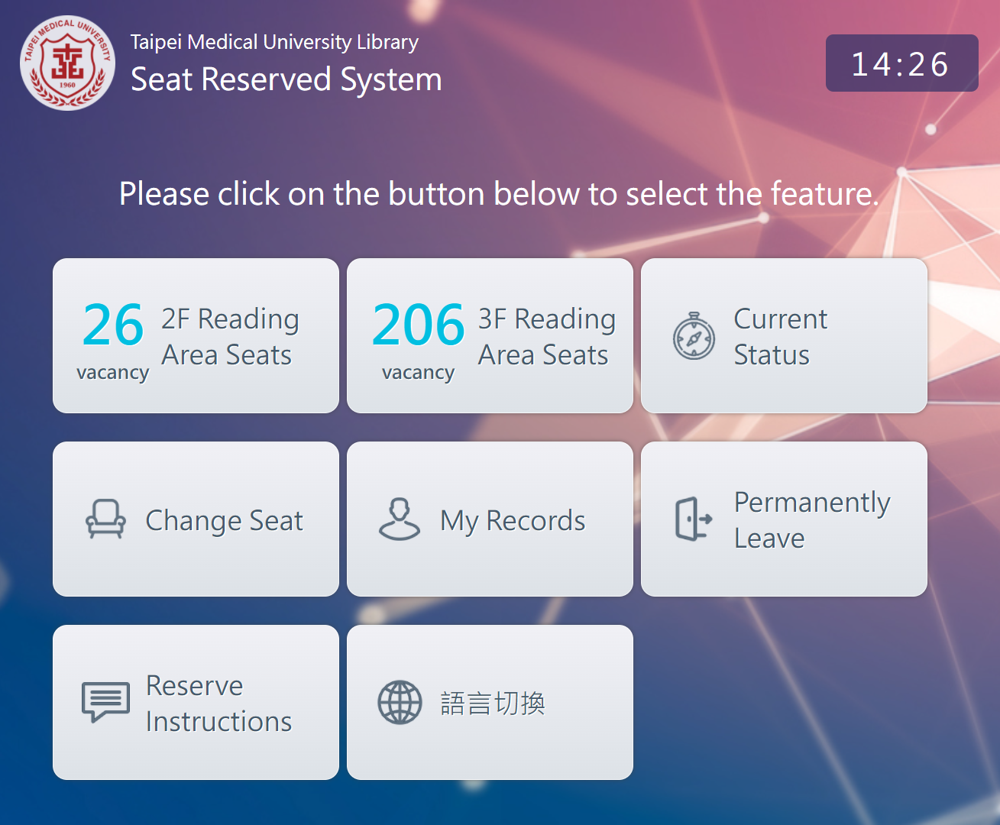 TAIPEI MEDICAL UNIVERSITY
1960
Taipei Medical University Library
Seat Reserved System
14:26
Please click on the button below to select the feature.
26
vacancy
2F Reading
Area Seats
206
vacancy
3F Reading
Area Seats
Current
Status
Change Seat
My Records
Permanently
Leave
Reserve
Instructions
語言切換